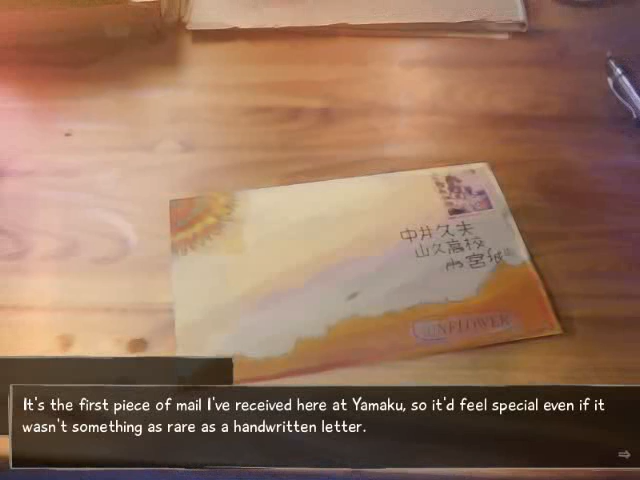 中井久夫
山久高校
SUNFLOWER
It's the first piece of mail I've received here at Yamaku, so it'd feel special even if it
wasn't something as rare as a handwritten letter.